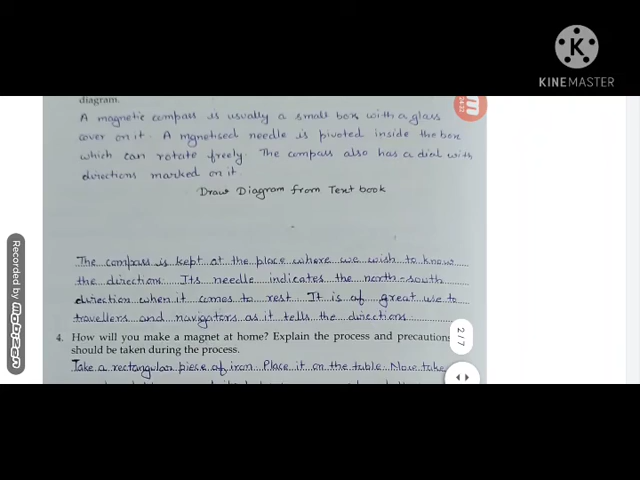 KINEMASTER
diagram.
A magnetic compass is usually a small box with a glass
cover on it. A mgnetised needle is pivoted inside the box
which can rotate freely. The compass also has a dial with
directions marked on it.
Draw Diagram from Text book
The compass is kept at the place where we wish to know
the directions. Its needle indicates the north-south
direction when it comes to rest. It is of great use to
travellers and navigators as it tells the directions
4. How will you make a magnet at home? Explain the process and precautions
should be taken during the process.
Take a rectangular piece of iron. Place it on the table. Now take
2/7
Recorded by